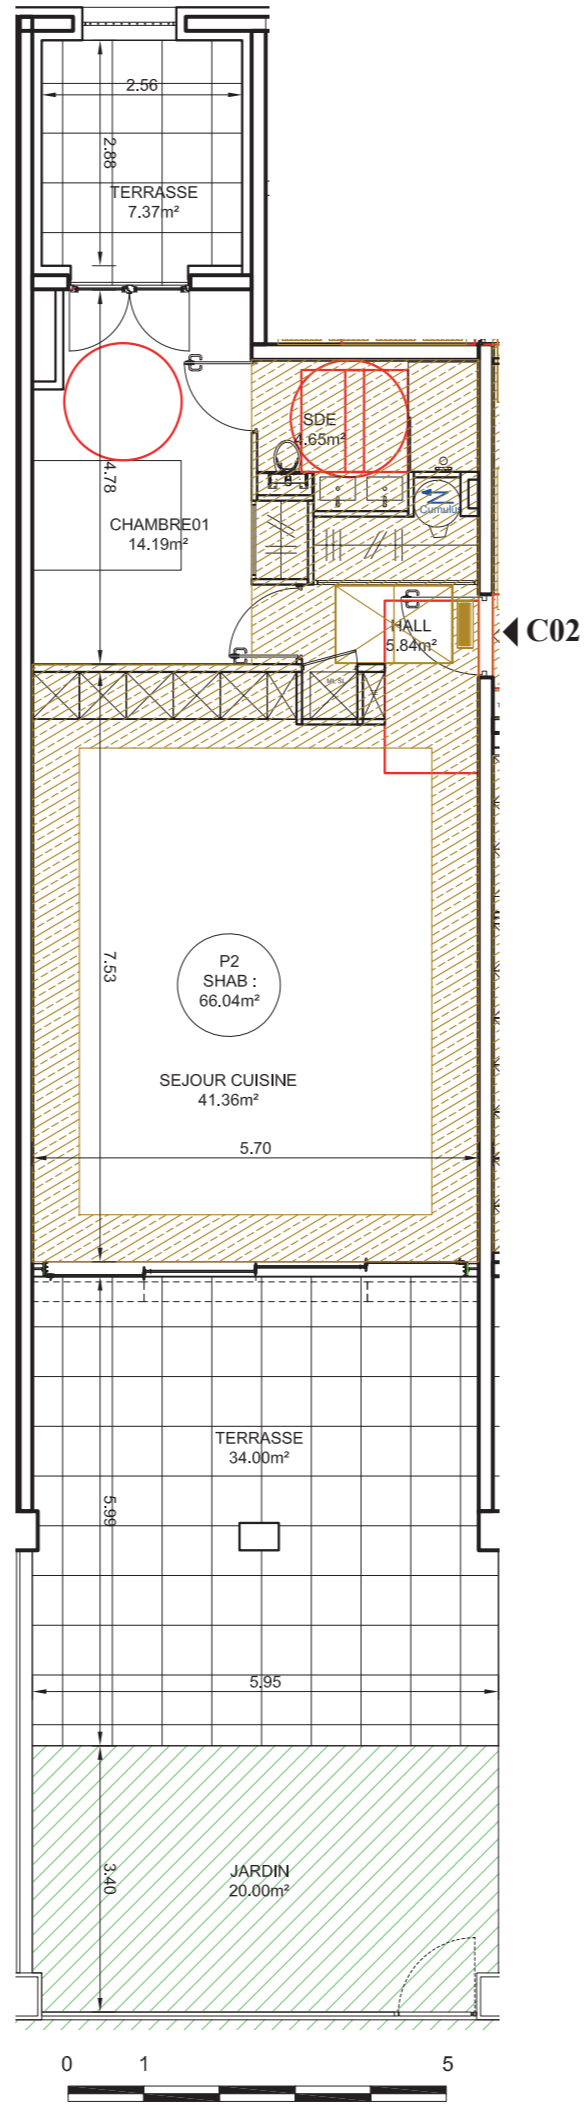 2.56
2.88
TERRASSE
7.37m²
SDE
4.65m²
4.78
Cumulus
CHAMBRE01
14.19m²
HALL
5.84m²
C02
7.53
P2
SHAB :
66.04m²
SEJOUR CUISINE
41.36m²
5.70
TERRASSE
34.00m²
5.99
5.95
JARDIN
20.00m²
3.40
0 1 5